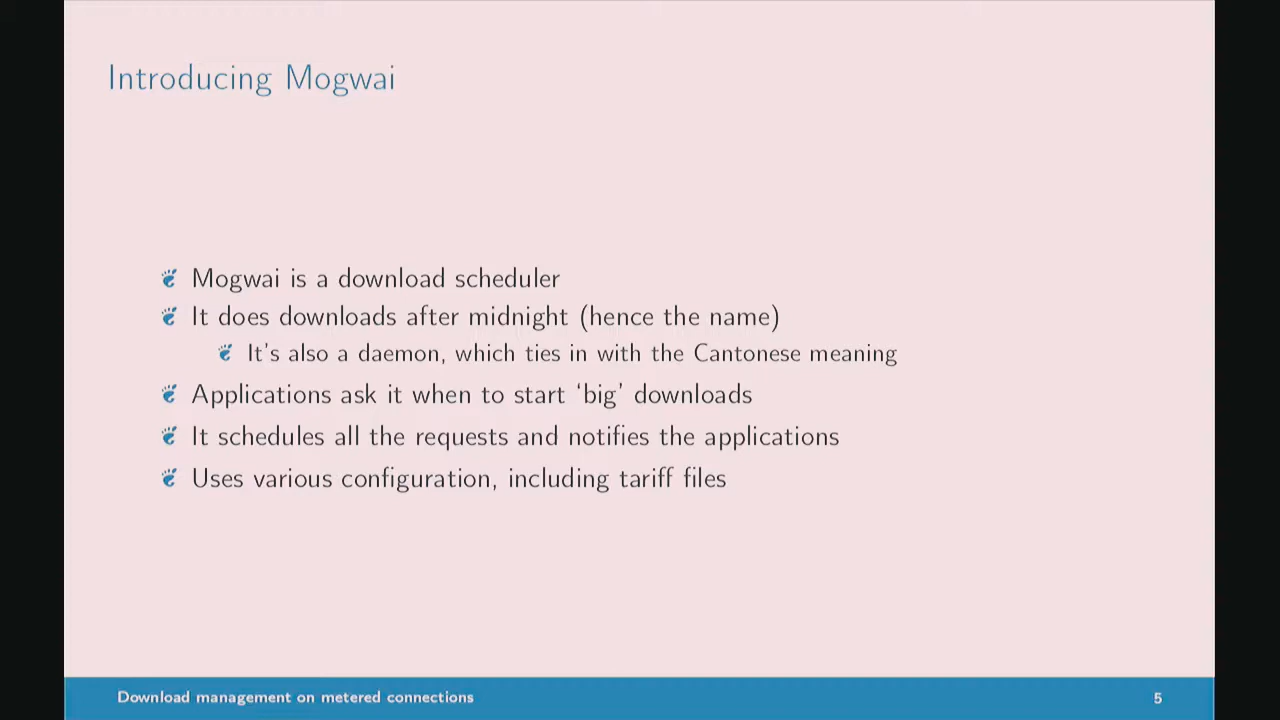 Introducing Mogwai
Mogwai is a download scheduler
It does downloads after midnight (hence the name)
It's also a daemon, which ties in with the Cantonese meaning
Applications ask it when to start ‘big’ downloads
It schedules all the requests and notifies the applications
Uses various configuration, including tariff files
Download management on metered connections
5